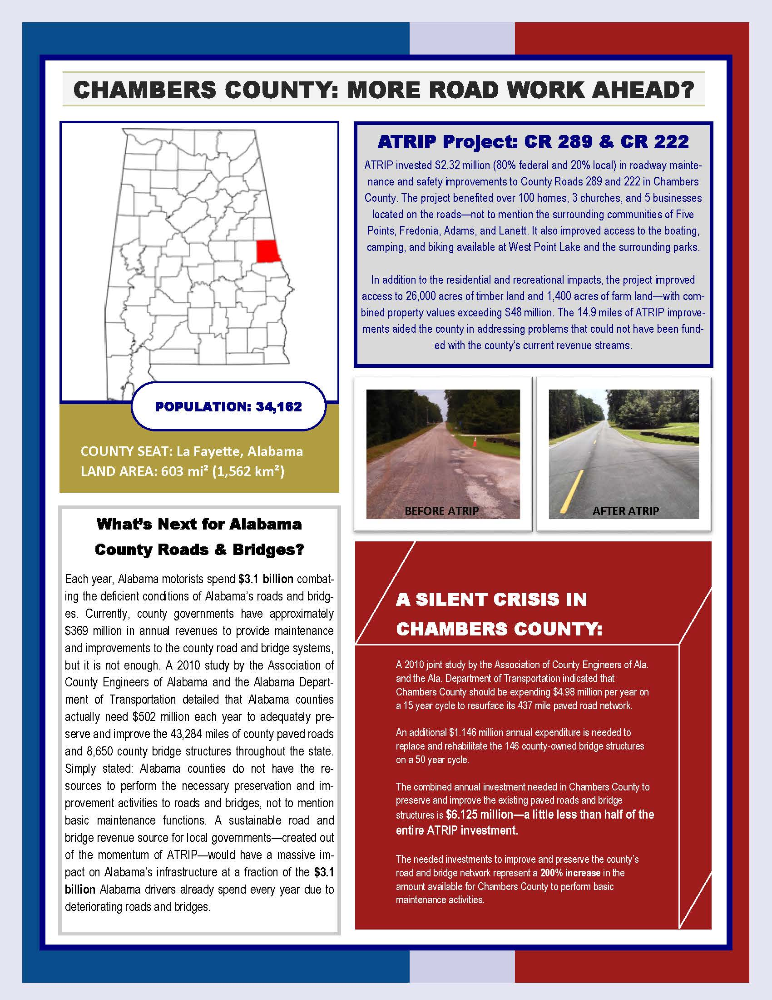 CHAMBERS COUNTY: MORE ROAD WORK AHEAD?
POPULATION: 34,162
COUNTY SEAT: La Fayette, Alabama
LAND AREA: 603 mi² (1,562 km²)
What's Next for Alabama
County Roads & Bridges?
Each year, Alabama motorists spend $3.1 billion combat-
ing the deficient conditions of Alabama's roads and bridg-
es. Currently, county governments have approximately
$369 million in annual revenues to provide maintenance
and improvements to the county road and bridge systems,
but it is not enough. A 2010 study by the Association of
County Engineers of Alabama and the Alabama Depart-
ment of Transportation detailed that Alabama counties
actually need $502 million each year to adequately pre-
serve and improve the 43,284 miles of county paved roads
and 8,650 county bridge structures throughout the state.
Simply stated: Alabama counties do not have the re-
sources to perform the necessary preservation and im-
provement activities to roads and bridges, not to mention
basic maintenance functions. A sustainable road and
bridge revenue source for local governments—created out
of the momentum of ATRIP—would have a massive im-
pact on Alabama's infrastructure at a fraction of the $3.1
billion Alabama drivers already spend every year due to
deteriorating roads and bridges.
ATRIP Project: CR 289 & CR 222
ATRIP invested $2.32 million (80% federal and 20% local) in roadway mainte-
nance and safety improvements to County Roads 289 and 222 in Chambers
County. The project benefited over 100 homes, 3 churches, and 5 businesses
located on the roads—not to mention the surrounding communities of Five
Points, Fredonia, Adams, and Lanett. It also improved access to the boating,
camping, and biking available at West Point Lake and the surrounding parks.
In addition to the residential and recreational impacts, the project improved
access to 26,000 acres of timber land and 1,400 acres of farm land—with com-
bined property values exceeding $48 million. The 14.9 miles of ATRIP improve-
ments aided the county in addressing problems that could not have been fund-
ed with the county's current revenue streams.
BEFORE ATRIP
AFTER ATRIP
A SILENT CRISIS IN
CHAMBERS COUNTY:
A 2010 joint study by the Association of County Engineers of Ala.
and the Ala. Department of Transportation indicated that
Chambers County should be expending $4.98 million per year on
a 15 year cycle to resurface its 437 mile paved road network.
An additional $1.146 million annual expenditure is needed to
replace and rehabilitate the 146 county-owned bridge structures
on a 50 year cycle.
The combined annual investment needed in Chambers County to
preserve and improve the existing paved roads and bridge
structures is $6.125 million—a little less than half of the
entire ATRIP investment.
The needed investments to improve and preserve the county's
road and bridge network represent a 200% increase in the
amount available for Chambers County to perform basic
maintenance activities.